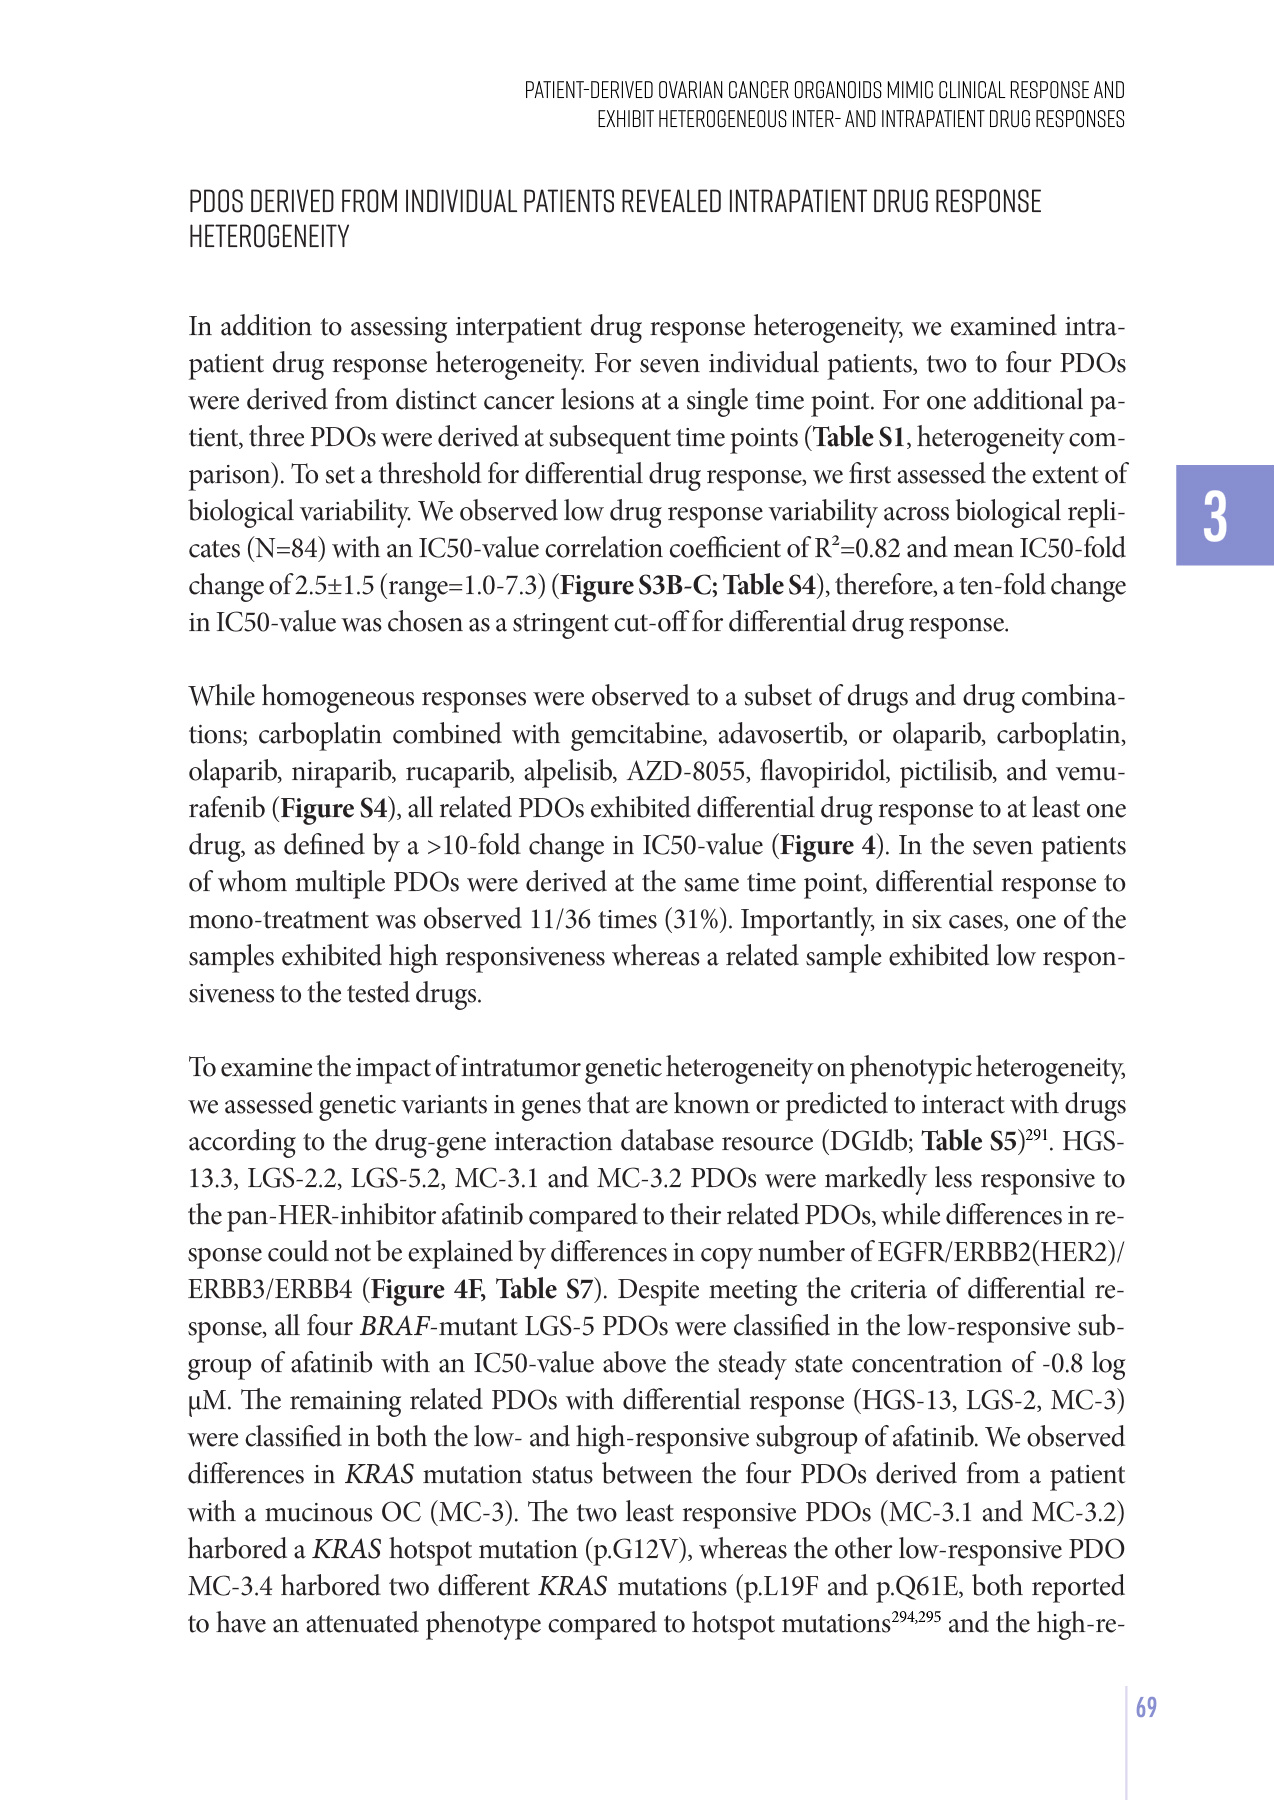 PATIENT-DERIVED OVARIAN CANCER ORGANOIDS MIMIC CLINICAL RESPONSE AND
EXHIBIT HETEROGENEOUS INTER- AND INTRAPATIENT DRUG RESPONSES
PDOS DERIVED FROM INDIVIDUAL PATIENTS REVEALED INTRAPATIENT DRUG RESPONSE
HETEROGENEITY
In addition to assessing interpatient drug response heterogeneity, we examined intra-
patient drug response heterogeneity. For seven individual patients, two to four PDOs
were derived from distinct cancer lesions at a single time point. For one additional pa-
tient, three PDOs were derived at subsequent time points (Table S1, heterogeneity com-
parison). To set a threshold for differential drug response, we first assessed the extent of
biological variability. We observed low drug response variability across biological repli-
cates (N=84) with an IC50-value correlation coefficient of R²=0.82 and mean IC50-fold
change of 2.5±1.5 (range=1.0-7.3) (Figure S3B-C; Table S4), therefore, a ten-fold change
in IC50-value was chosen as a stringent cut-off for differential drug response.
3
While homogeneous responses were observed to a subset of drugs and drug combina-
tions; carboplatin combined with gemcitabine, adavosertib, or olaparib, carboplatin,
olaparib, niraparib, rucaparib, alpelisib, AZD-8055, flavopiridol, pictilisib, and vemu-
rafenib (Figure S4), all related PDOs exhibited differential drug response to at least one
drug, as defined by a >10-fold change in IC50-value (Figure 4). In the seven patients
of whom multiple PDOs were derived at the same time point, differential response to
mono-treatment was observed 11/36 times (31%). Importantly, in six cases, one of the
samples exhibited high responsiveness whereas a related sample exhibited low respon-
siveness to the tested drugs.
To examine the impact of intratumor genetic heterogeneity on phenotypic heterogeneity,
we assessed genetic variants in genes that are known or predicted to interact with drugs
according to the drug-gene interaction database resource (DGIdb; Table S5)²⁹¹. HGS-
13.3, LGS-2.2, LGS-5.2, MC-3.1 and MC-3.2 PDOs were markedly less responsive to
the pan-HER-inhibitor afatinib compared to their related PDOs, while differences in re-
sponse could not be explained by differences in copy number of EGFR/ERBB2(HER2)/
ERBB3/ERBB4 (Figure 4F, Table S7). Despite meeting the criteria of differential re-
sponse, all four BRAF-mutant LGS-5 PDOs were classified in the low-responsive sub-
group of afatinib with an IC50-value above the steady state concentration of -0.8 log
µM. The remaining related PDOs with differential response (HGS-13, LGS-2, MC-3)
were classified in both the low- and high-responsive subgroup of afatinib. We observed
differences in KRAS mutation status between the four PDOs derived from a patient
with a mucinous OC (MC-3). The two least responsive PDOs (MC-3.1 and MC-3.2)
harbored a KRAS hotspot mutation (p.G12V), whereas the other low-responsive PDO
MC-3.4 harbored two different KRAS mutations (p.L19F and p.Q61E, both reported
to have an attenuated phenotype compared to hotspot mutations²⁹⁴,²⁹⁵ and the high-re-
69